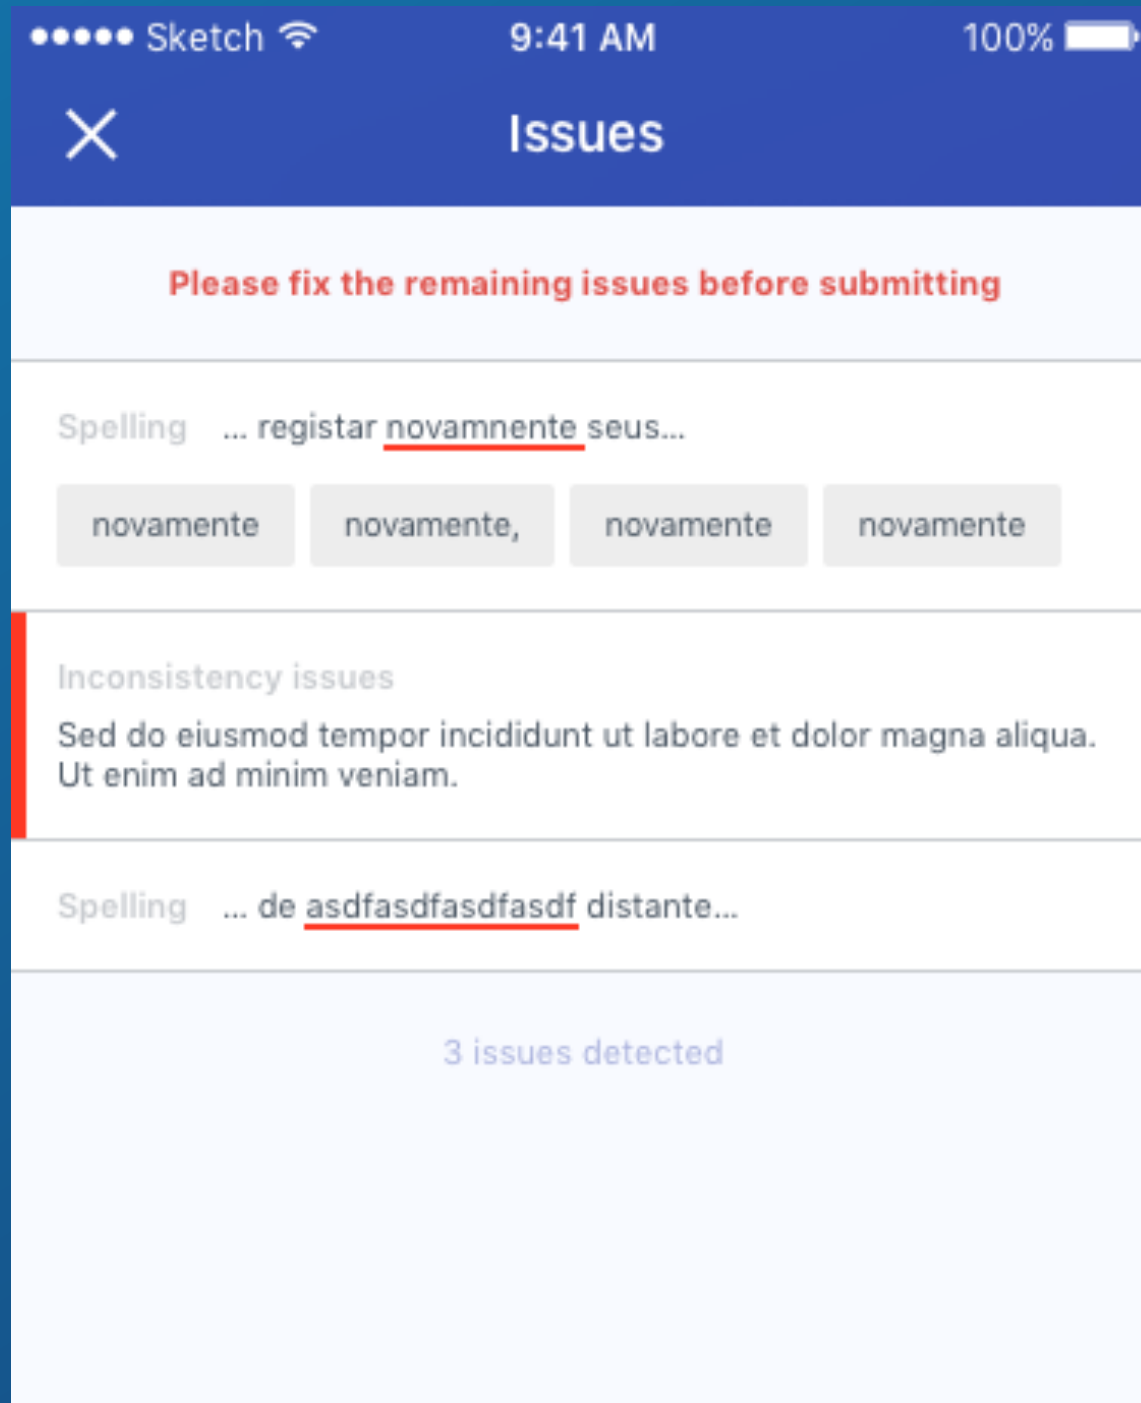 Sketch 9:41 AM 100%
Issues
Please fix the remaining issues before submitting
Spelling ... registar novamnente seus...
novamente novamente, novamente novamente
Inconsistency issues
Sed do eiusmod tempor incididunt ut labore et dolor magna aliqua.
Ut enim ad minim veniam.
Spelling ... de asdfasdfasdfasdf distante...
3 issues detected